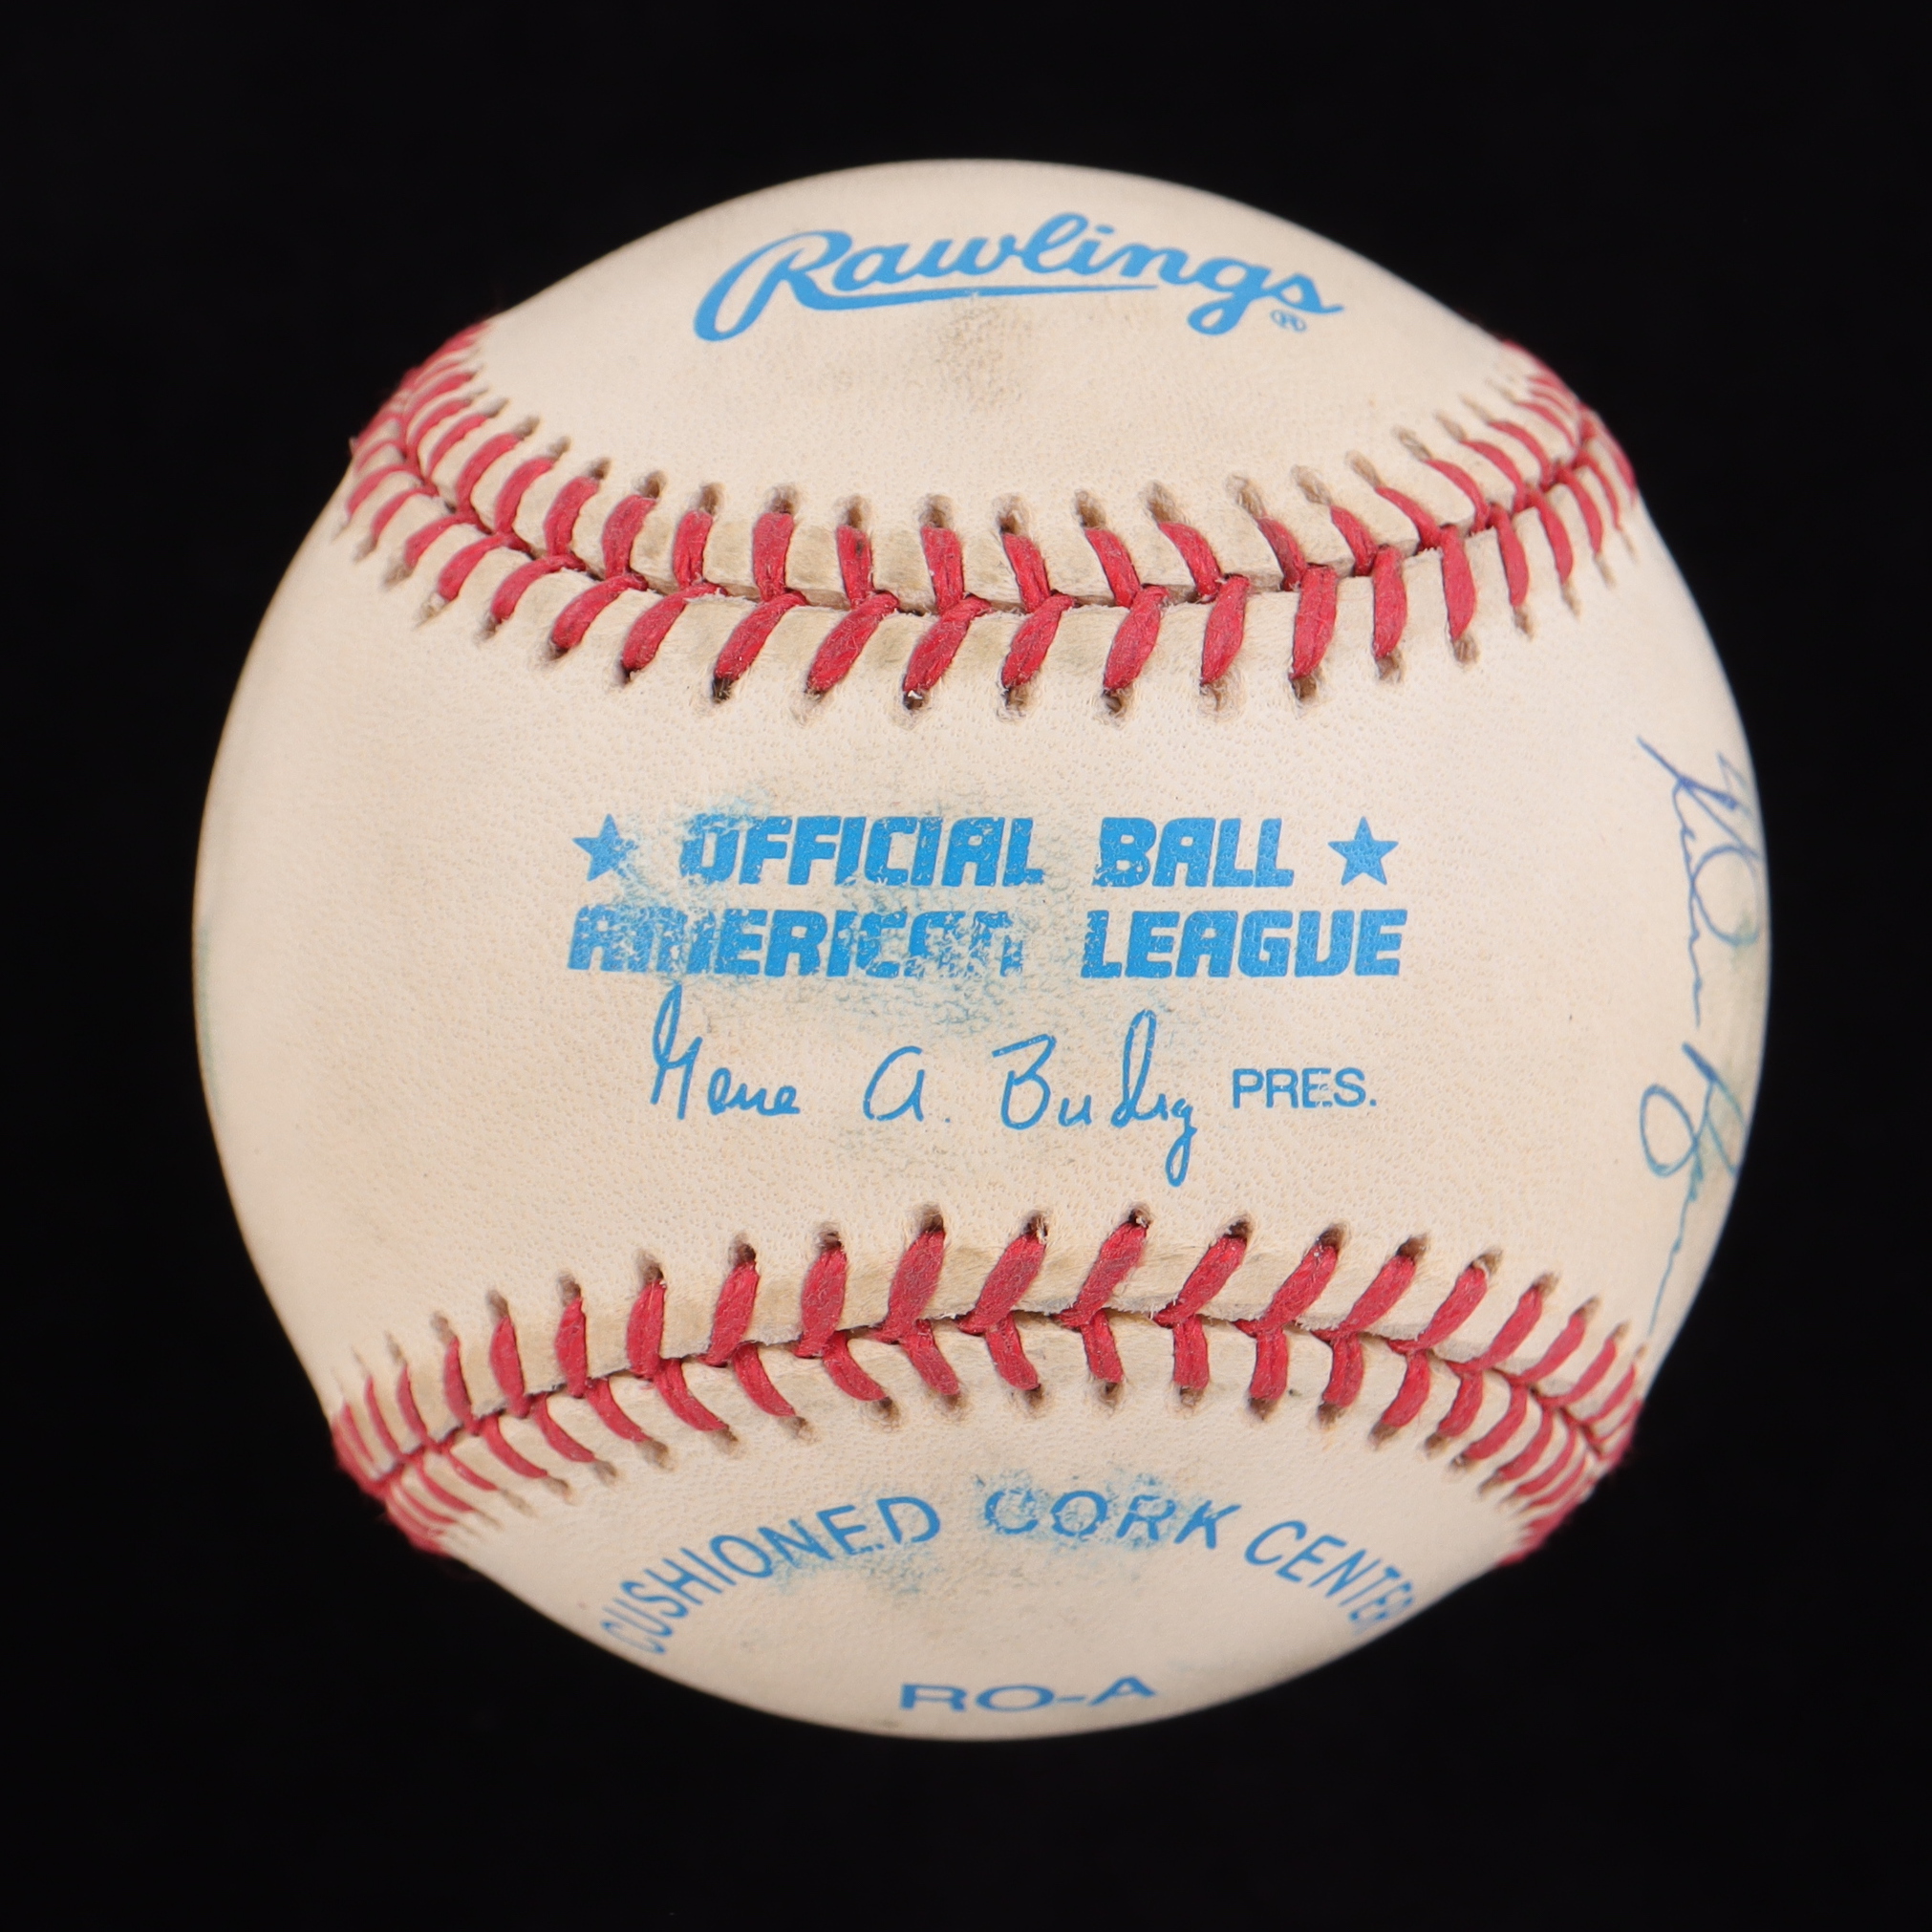 Rawlings®
★ OFFICIAL BALL ★
AMERICAN LEAGUE
Gene A. Budig PRES.
CUSHIONED CORK CENTER
RO-A